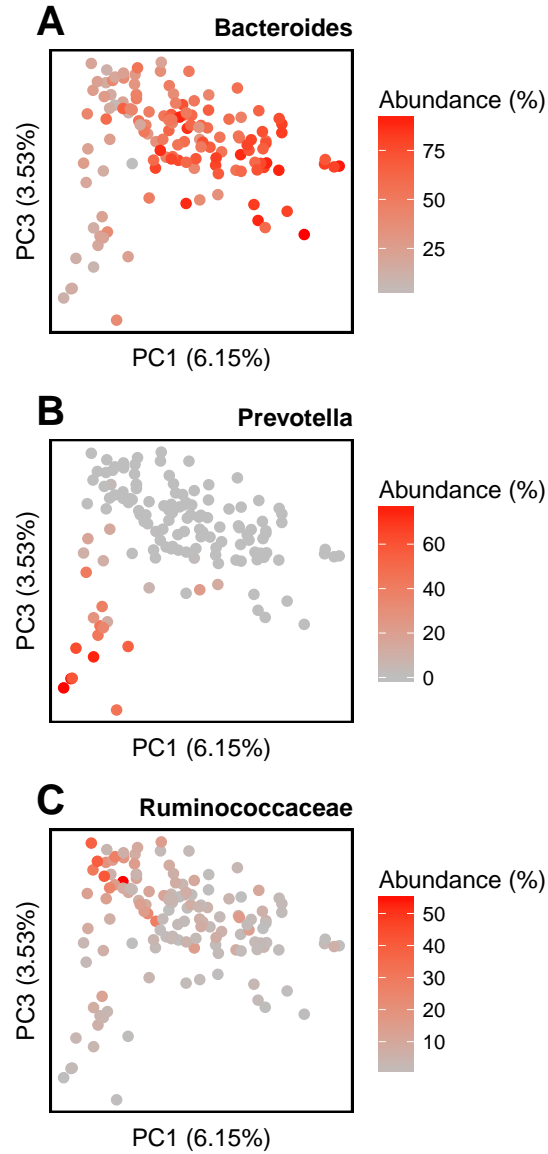 A
Bacteroides
PC3 (3.53%)
PC1 (6.15%)
Abundance (%)
75
50
25
B
Prevotella
PC3 (3.53%)
PC1 (6.15%)
Abundance (%)
60
40
20
0
C
Ruminococcaceae
PC3 (3.53%)
PC1 (6.15%)
Abundance (%)
50
40
30
20
10